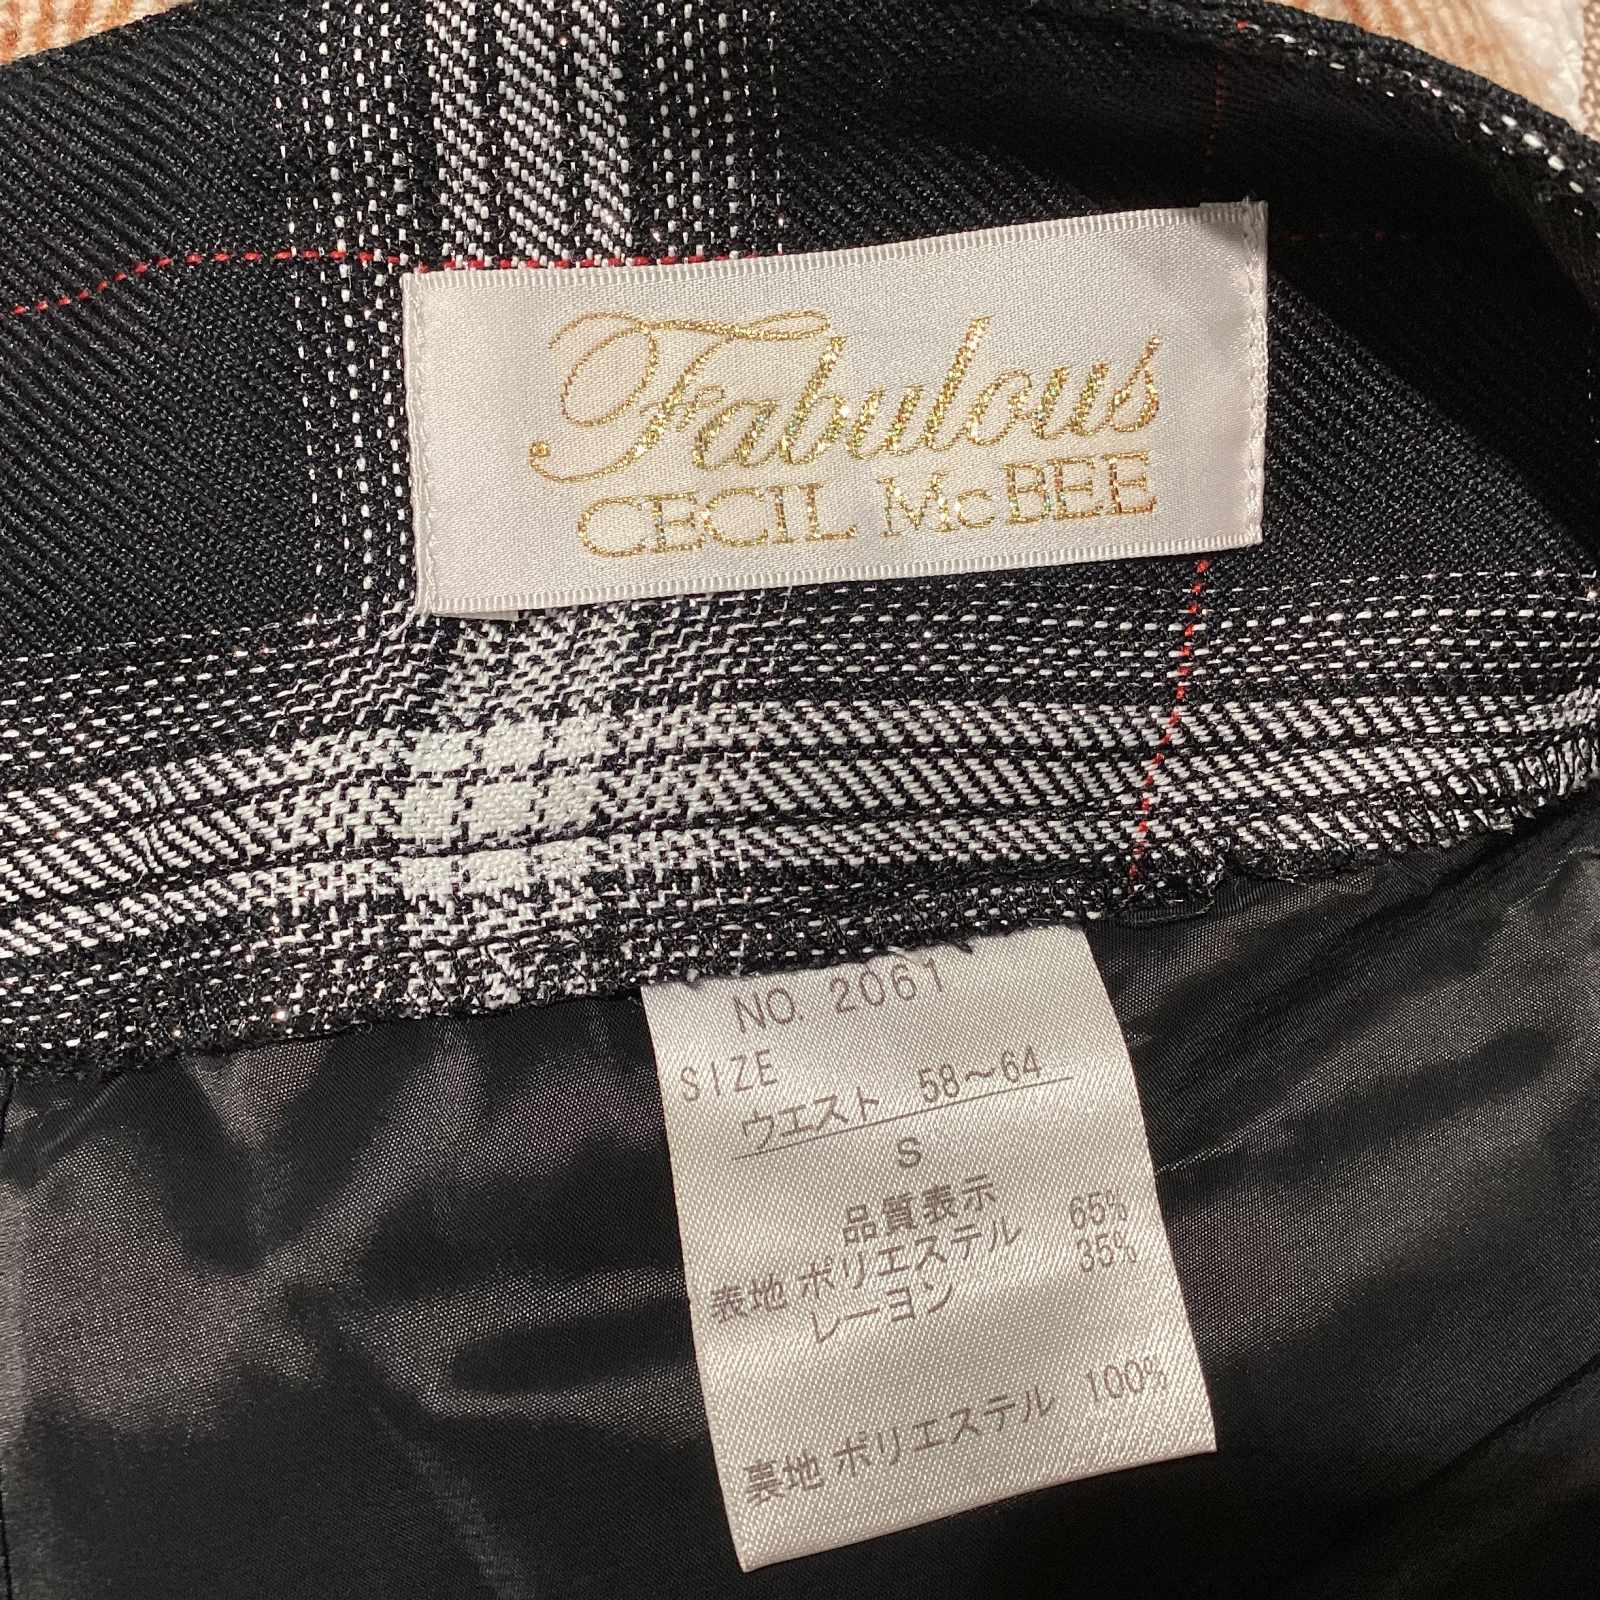 Fabulous
CECIL McBEE
NO. 2061
SIZE
ウエスト 58～64
S
品質表示
表地 ポリエステル 65%
レーヨン 35%
裏地 ポリエステル 100%